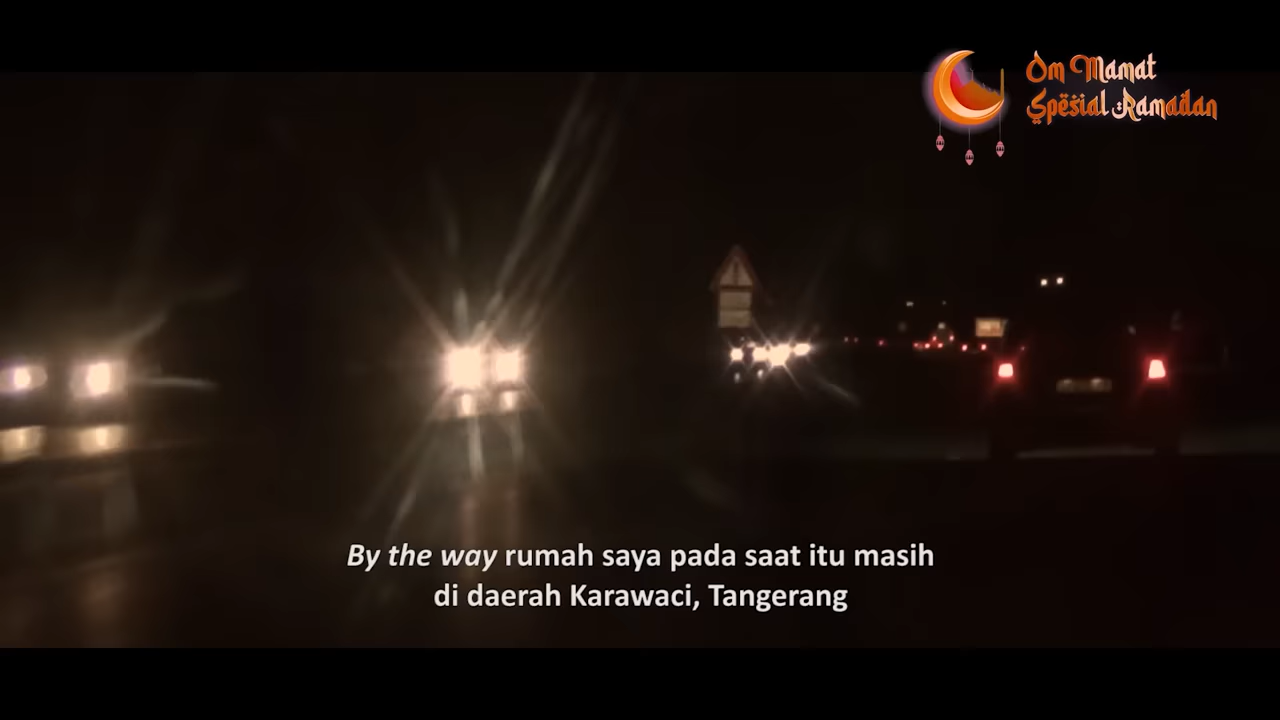 Om Mamat
Spesial Ramadan
By the way rumah saya pada saat itu masih
di daerah Karawaci, Tangerang